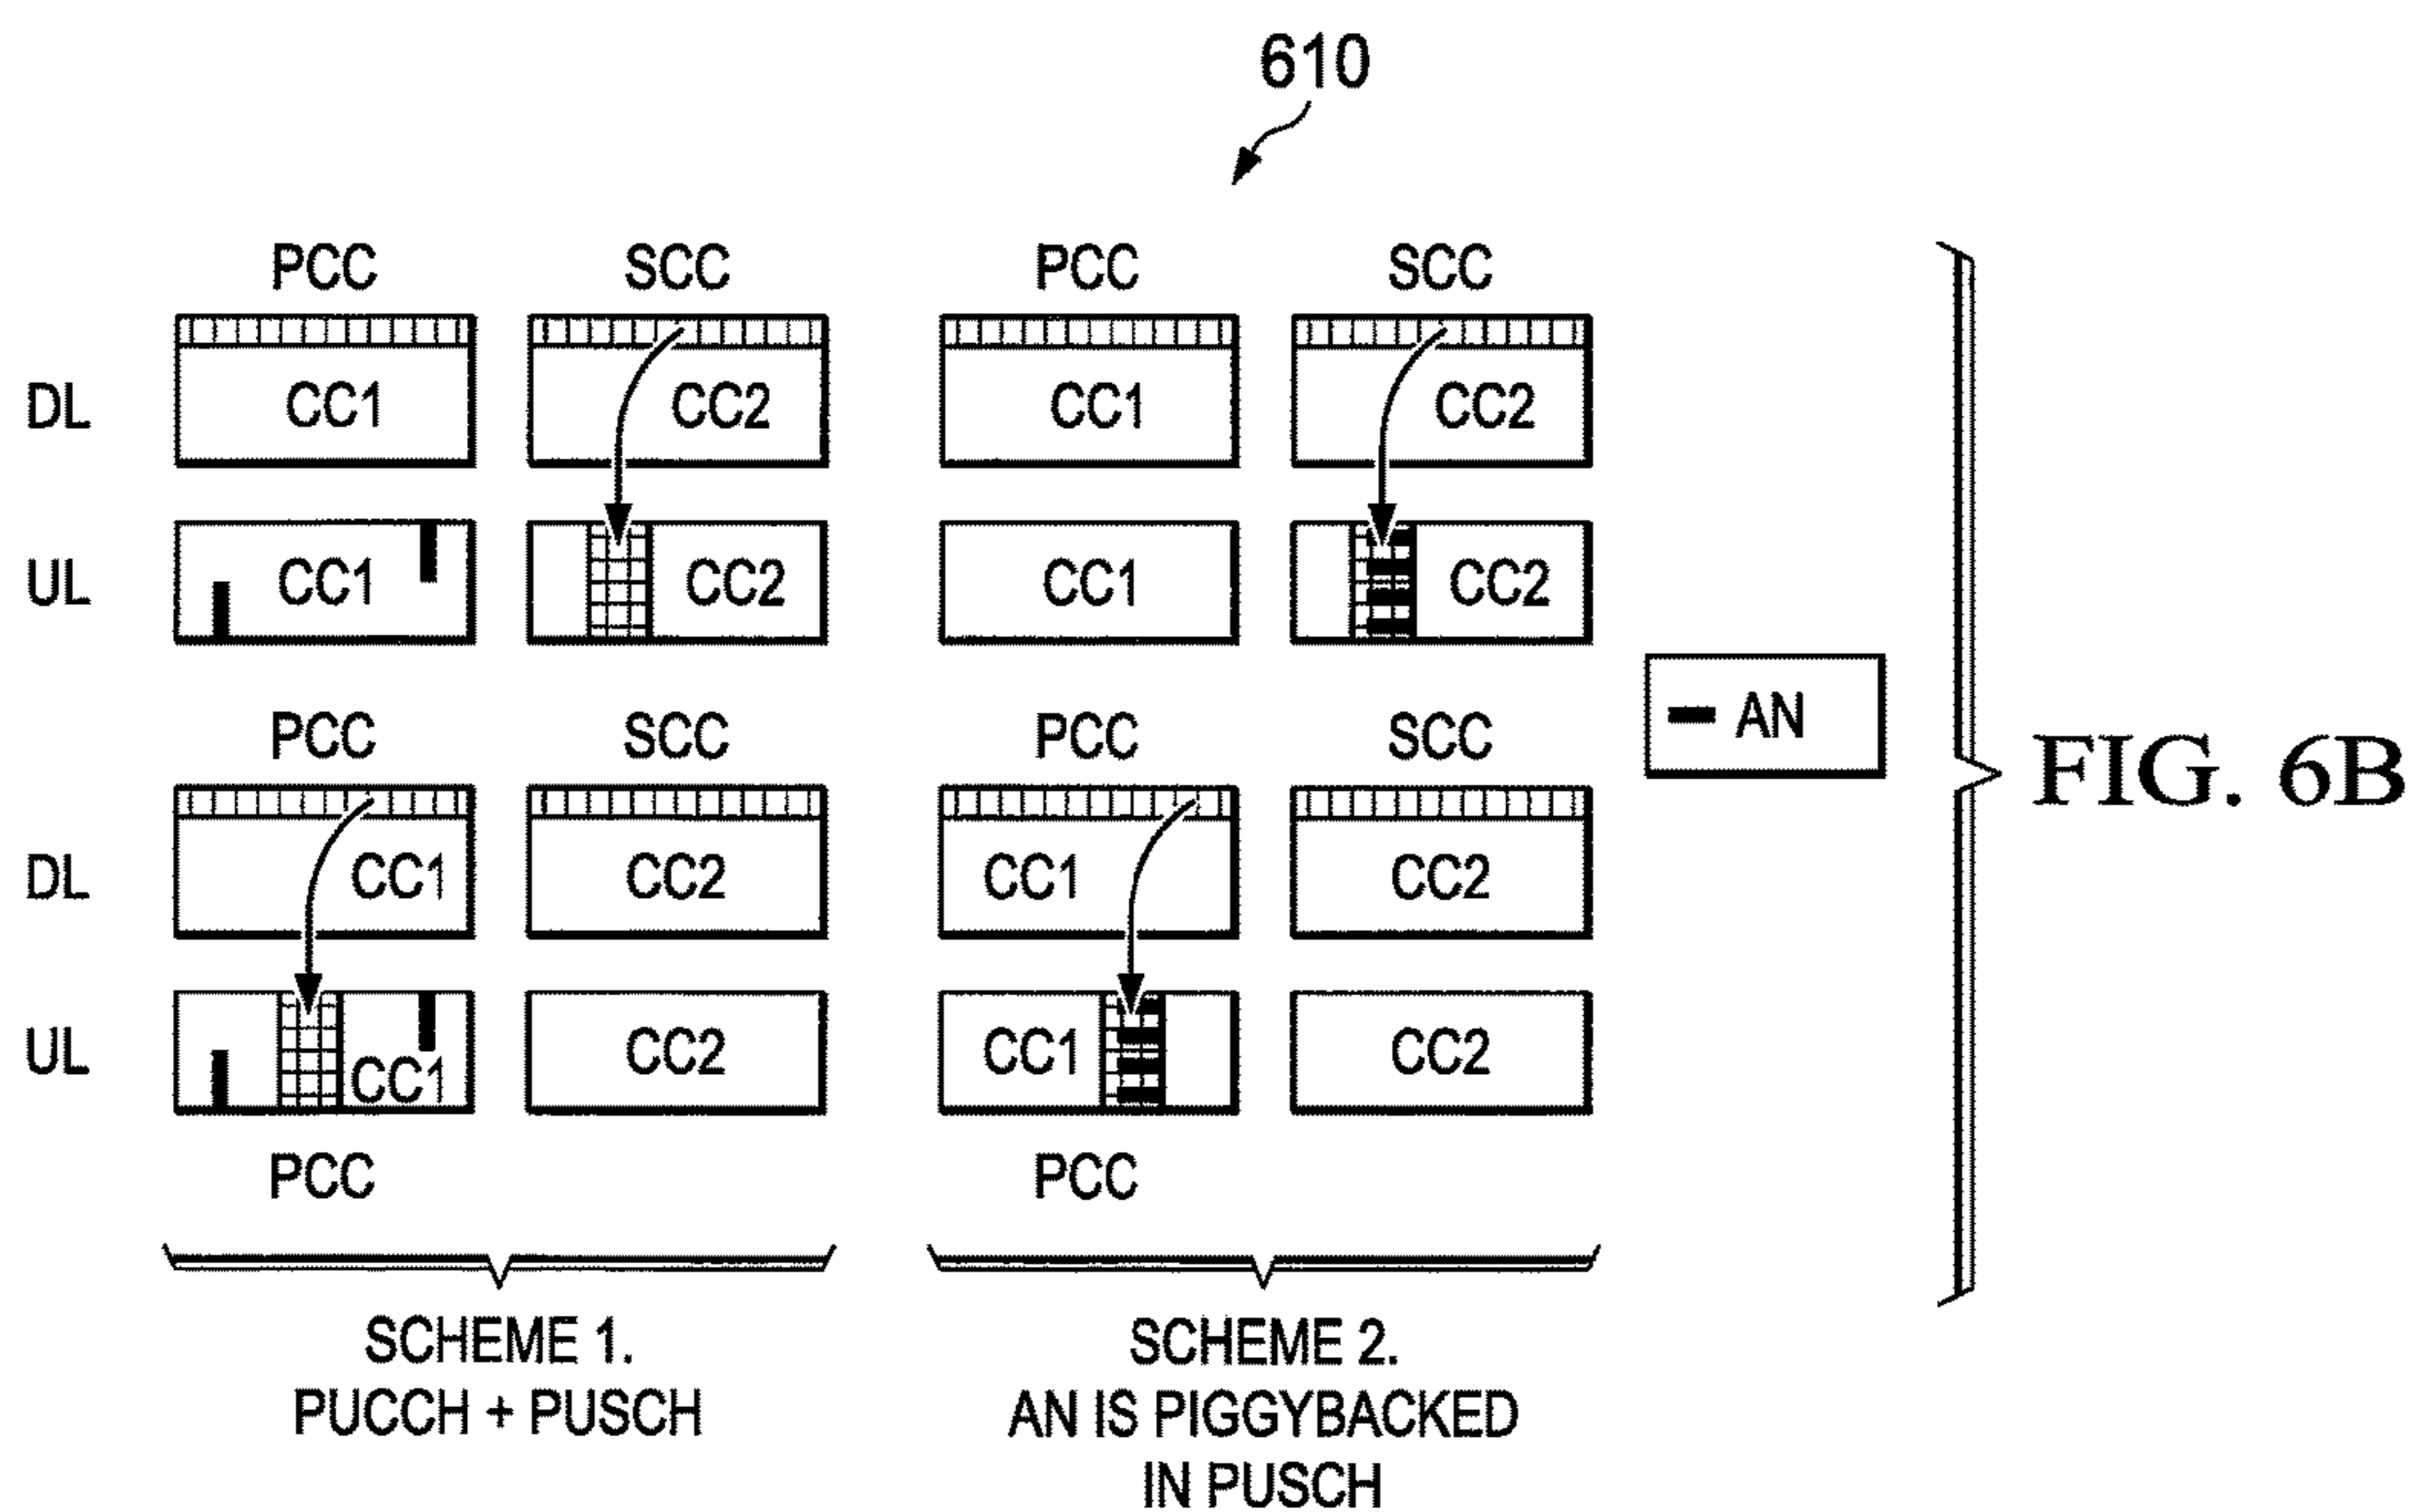 610
PCC SCC PCC SCC
DL CC1 CC2 CC1 CC2
UL CC1 CC2 CC1 CC2
AN
PCC SCC PCC SCC
FIG. 6B
DL CC1 CC2 CC1 CC2
UL CC1 CC2 CC1 CC2
PCC PCC
SCHEME 1.
PUCCH + PUSCH
SCHEME 2.
AN IS PIGGYBACKED
IN PUSCH